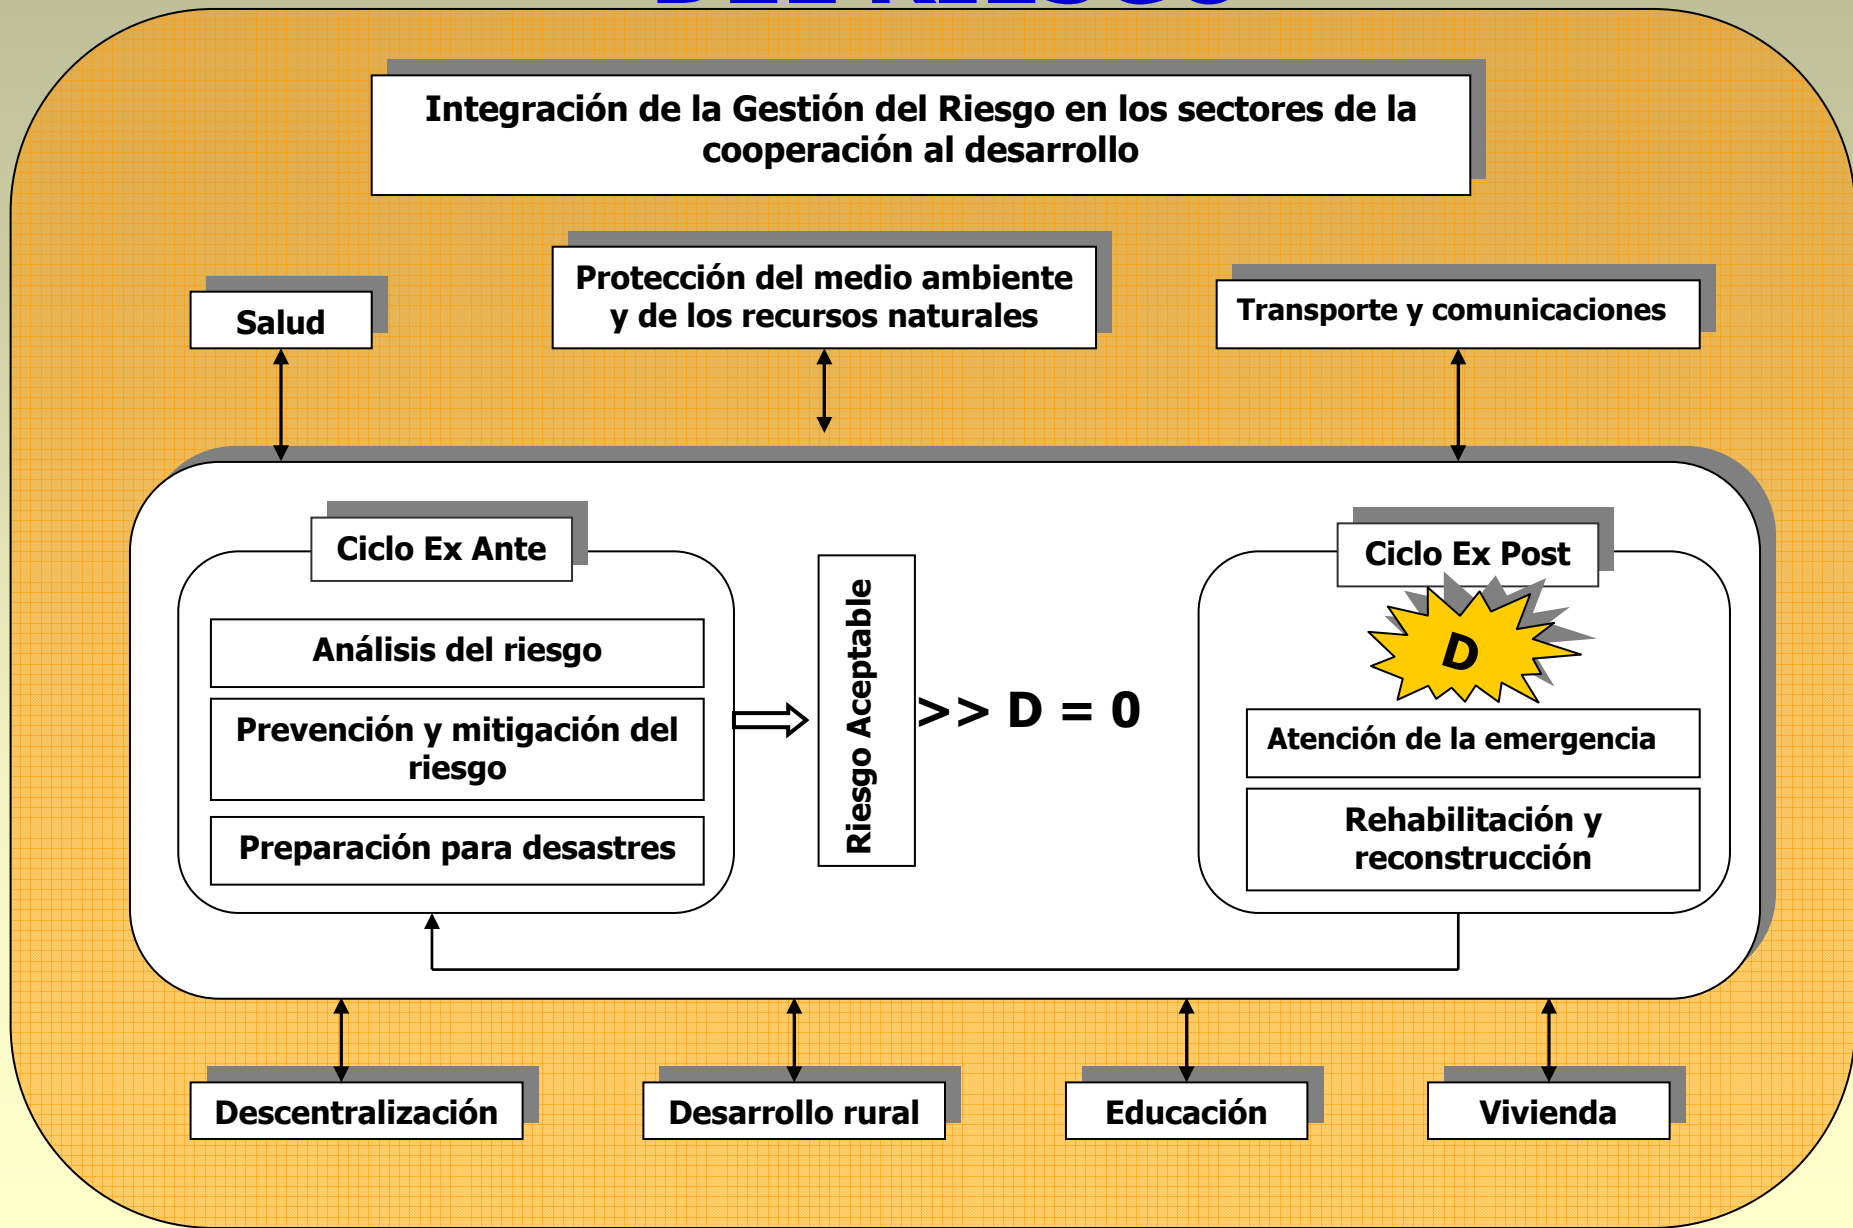 DEL RIESGO
Integración de la Gestión del Riesgo en los sectores de la
cooperación al desarrollo
Salud
Protección del medio ambiente
y de los recursos naturales
Transporte y comunicaciones
Ciclo Ex Ante
Análisis del riesgo
Prevención y mitigación del
riesgo
Preparación para desastres
Riesgo Aceptable
>> D = 0
Ciclo Ex Post
D
Atención de la emergencia
Rehabilitación y
reconstrucción
Descentralización
Desarrollo rural
Educación
Vivienda